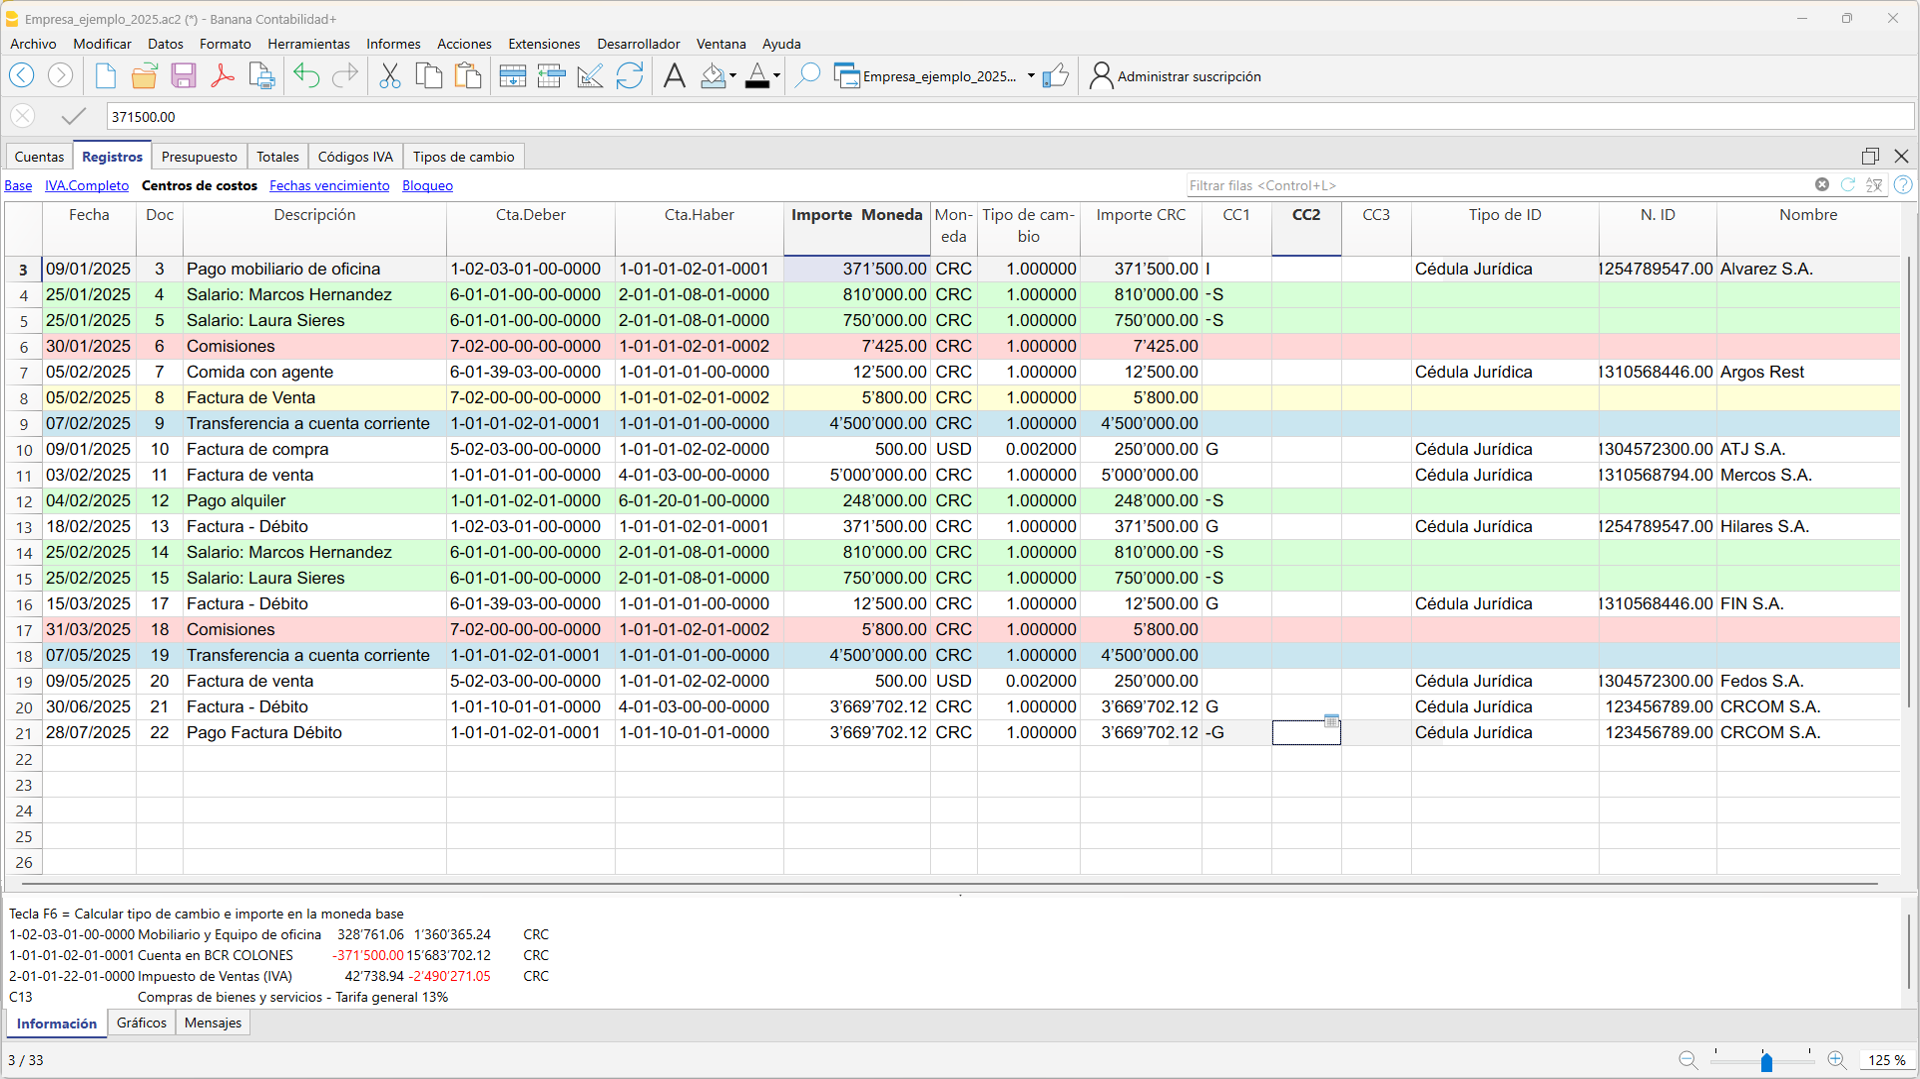 Empresa_ejemplo_2025.ac2 (*) - Banana Contabilidad+
Archivo Modificar Datos Formato Herramientas Informes Acciones Extensiones Desarrollador Ventana Ayuda
Empresa_ejemplo_2025... Administrar suscripción
371500.00
Cuentas Registros Presupuesto Totales Códigos IVA Tipos de cambio
Base IVA.Completo Centros de costos Fechas vencimiento Bloqueo Filtrar filas <Control+L>
Fecha Doc Descripción Cta.Deber Cta.Haber Importe Moneda Mon- Tipo de cam- Importe CRC CC1 CC2 CC3 Tipo de ID N. ID Nombre
eda bio
3 09/01/2025 3 Pago mobiliario de oficina 1-02-03-01-00-0000 1-01-01-02-01-0001 371'500.00 CRC 1.000000 371'500.00 I Cédula Jurídica 1254789547.00 Alvarez S.A.
4 25/01/2025 4 Salario: Marcos Hernandez 6-01-01-00-00-0000 2-01-01-08-01-0000 810'000.00 CRC 1.000000 810'000.00 -S
5 25/01/2025 5 Salario: Laura Sieres 6-01-01-00-00-0000 2-01-01-08-01-0000 750'000.00 CRC 1.000000 750'000.00 -S
6 30/01/2025 6 Comisiones 7-02-00-00-00-0000 1-01-01-02-01-0002 7'425.00 CRC 1.000000 7'425.00
7 05/02/2025 7 Comida con agente 6-01-39-03-00-0000 1-01-01-01-00-0000 12'500.00 CRC 1.000000 12'500.00 Cédula Jurídica 1310568446.00 Argos Rest
8 05/02/2025 8 Factura de Venta 7-02-00-00-00-0000 1-01-01-02-01-0002 5'800.00 CRC 1.000000 5'800.00
9 07/02/2025 9 Transferencia a cuenta corriente 1-01-01-02-01-0001 1-01-01-01-00-0000 4'500'000.00 CRC 1.000000 4'500'000.00
10 09/01/2025 10 Factura de compra 5-02-03-00-00-0000 1-01-01-02-02-0000 500.00 USD 0.002000 250'000.00 G Cédula Jurídica 1304572300.00 ATJ S.A.
11 03/02/2025 11 Factura de venta 1-01-01-01-00-0000 4-01-03-00-00-0000 5'000'000.00 CRC 1.000000 5'000'000.00 Cédula Jurídica 1310568794.00 Mercos S.A.
12 04/02/2025 12 Pago alquiler 1-01-01-02-01-0000 6-01-20-01-00-0000 248'000.00 CRC 1.000000 248'000.00 -S
13 18/02/2025 13 Factura - Débito 1-02-03-01-00-0000 1-01-01-02-01-0001 371'500.00 CRC 1.000000 371'500.00 G Cédula Jurídica 1254789547.00 Hilares S.A.
14 25/02/2025 14 Salario: Marcos Hernandez 6-01-01-00-00-0000 2-01-01-08-01-0000 810'000.00 CRC 1.000000 810'000.00 -S
15 25/02/2025 15 Salario: Laura Sieres 6-01-01-00-00-0000 2-01-01-08-01-0000 750'000.00 CRC 1.000000 750'000.00 -S
16 15/03/2025 17 Factura - Débito 6-01-39-03-00-0000 1-01-01-01-00-0000 12'500.00 CRC 1.000000 12'500.00 G Cédula Jurídica 1310568446.00 FIN S.A.
17 31/03/2025 18 Comisiones 7-02-00-00-00-0000 1-01-01-02-01-0002 5'800.00 CRC 1.000000 5'800.00
18 07/05/2025 19 Transferencia a cuenta corriente 1-01-01-02-01-0001 1-01-01-01-00-0000 4'500'000.00 CRC 1.000000 4'500'000.00
19 09/05/2025 20 Factura de venta 5-02-03-00-00-0000 1-01-01-02-02-0000 500.00 USD 0.002000 250'000.00 Cédula Jurídica 1304572300.00 Fedos S.A.
20 30/06/2025 21 Factura - Débito 1-01-10-01-01-0000 4-01-03-00-00-0000 3'669'702.12 CRC 1.000000 3'669'702.12 G Cédula Jurídica 123456789.00 CRCOM S.A.
21 28/07/2025 22 Pago Factura Débito 1-01-01-02-01-0001 1-01-10-01-01-0000 3'669'702.12 CRC 1.000000 3'669'702.12 -G Cédula Jurídica 123456789.00 CRCOM S.A.
22
23
24
25
26
Tecla F6 = Calcular tipo de cambio e importe en la moneda base
1-02-03-01-00-0000 Mobiliario y Equipo de oficina 328'761.06 1'360'365.24 CRC
1-01-01-02-01-0001 Cuenta en BCR COLONES -371'500.00 15'683'702.12 CRC
2-01-01-22-01-0000 Impuesto de Ventas (IVA) 42'738.94 -2'490'271.05 CRC
C13 Compras de bienes y servicios - Tarifa general 13%
Información Gráficos Mensajes
3 / 33 125 %